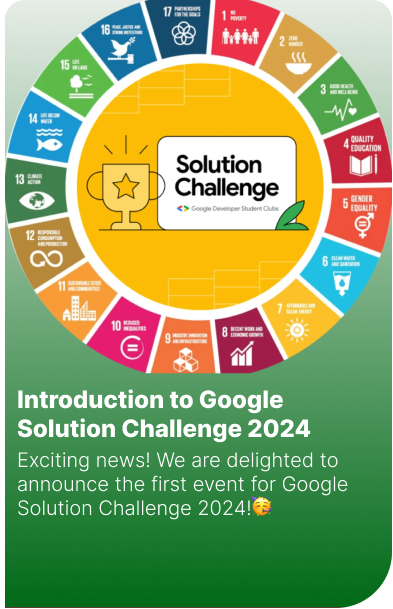 17 PARTNERSHIPS
FOR THE GOALS
1 NO
POVERTY
2 ZERO
HUNGER
3 GOOD HEALTH
AND WELL-BEING
4 QUALITY
EDUCATION
5 GENDER
EQUALITY
6 CLEAN WATER
AND SANITATION
7 AFFORDABLE AND
CLEAN ENERGY
8 DECENT WORK AND
ECONOMIC GROWTH
9 INDUSTRY, INNOVATION
AND INFRASTRUCTURE
10 REDUCED
INEQUALITIES
11 SUSTAINABLE CITIES
AND COMMUNITIES
12 RESPONSIBLE
CONSUMPTION
AND PRODUCTION
13 CLIMATE
ACTION
14 LIFE BELOW
WATER
15 LIFE
ON LAND
16 PEACE, JUSTICE AND
STRONG INSTITUTIONS
Solution
Challenge
Google Developer Student Clubs
Introduction to Google
Solution Challenge 2024
Exciting news! We are delighted to
announce the first event for Google
Solution Challenge 2024!🥳